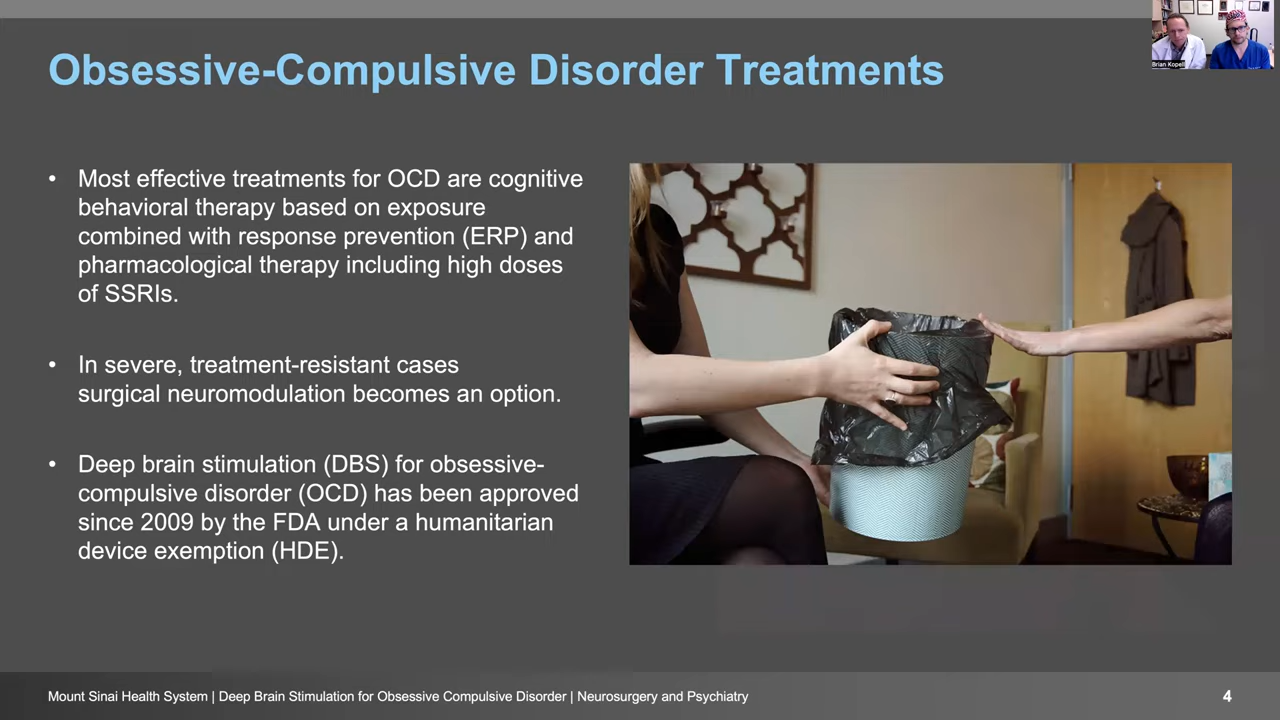 Brian Kopell
Obsessive-Compulsive Disorder Treatments
• Most effective treatments for OCD are cognitive
behavioral therapy based on exposure
combined with response prevention (ERP) and
pharmacological therapy including high doses
of SSRIs.
• In severe, treatment-resistant cases
surgical neuromodulation becomes an option.
• Deep brain stimulation (DBS) for obsessive-
compulsive disorder (OCD) has been approved
since 2009 by the FDA under a humanitarian
device exemption (HDE).
Mount Sinai Health System | Deep Brain Stimulation for Obsessive Compulsive Disorder | Neurosurgery and Psychiatry
4